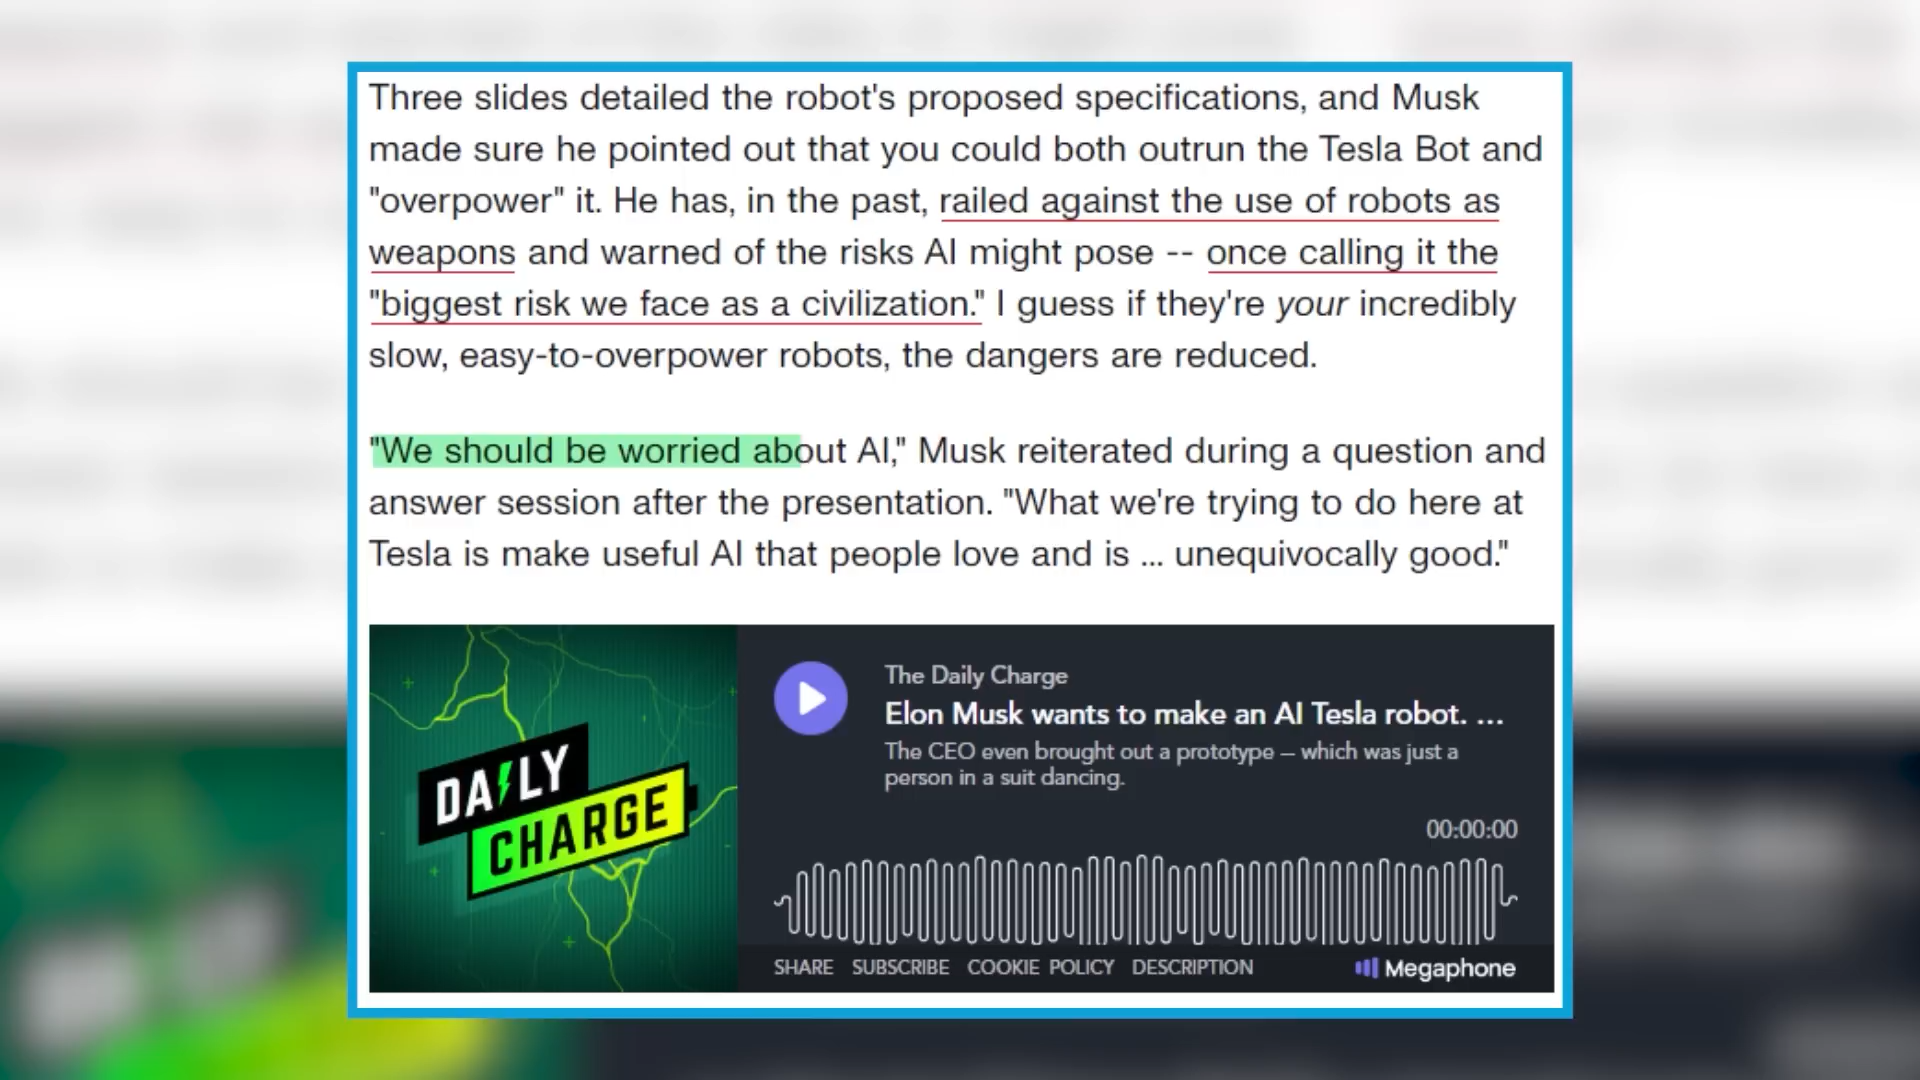 Three slides detailed the robot's proposed specifications, and Musk
made sure he pointed out that you could both outrun the Tesla Bot and
"overpower" it. He has, in the past, railed against the use of robots as
weapons and warned of the risks AI might pose -- once calling it the
"biggest risk we face as a civilization." I guess if they're your incredibly
slow, easy-to-overpower robots, the dangers are reduced.
"We should be worried about AI," Musk reiterated during a question and
answer session after the presentation. "What we're trying to do here at
Tesla is make useful AI that people love and is ... unequivocally good."
DAILY
CHARGE
The Daily Charge
Elon Musk wants to make an AI Tesla robot. ...
The CEO even brought out a prototype – which was just a
person in a suit dancing.
00:00:00
SHARE SUBSCRIBE COOKIE POLICY DESCRIPTION Megaphone